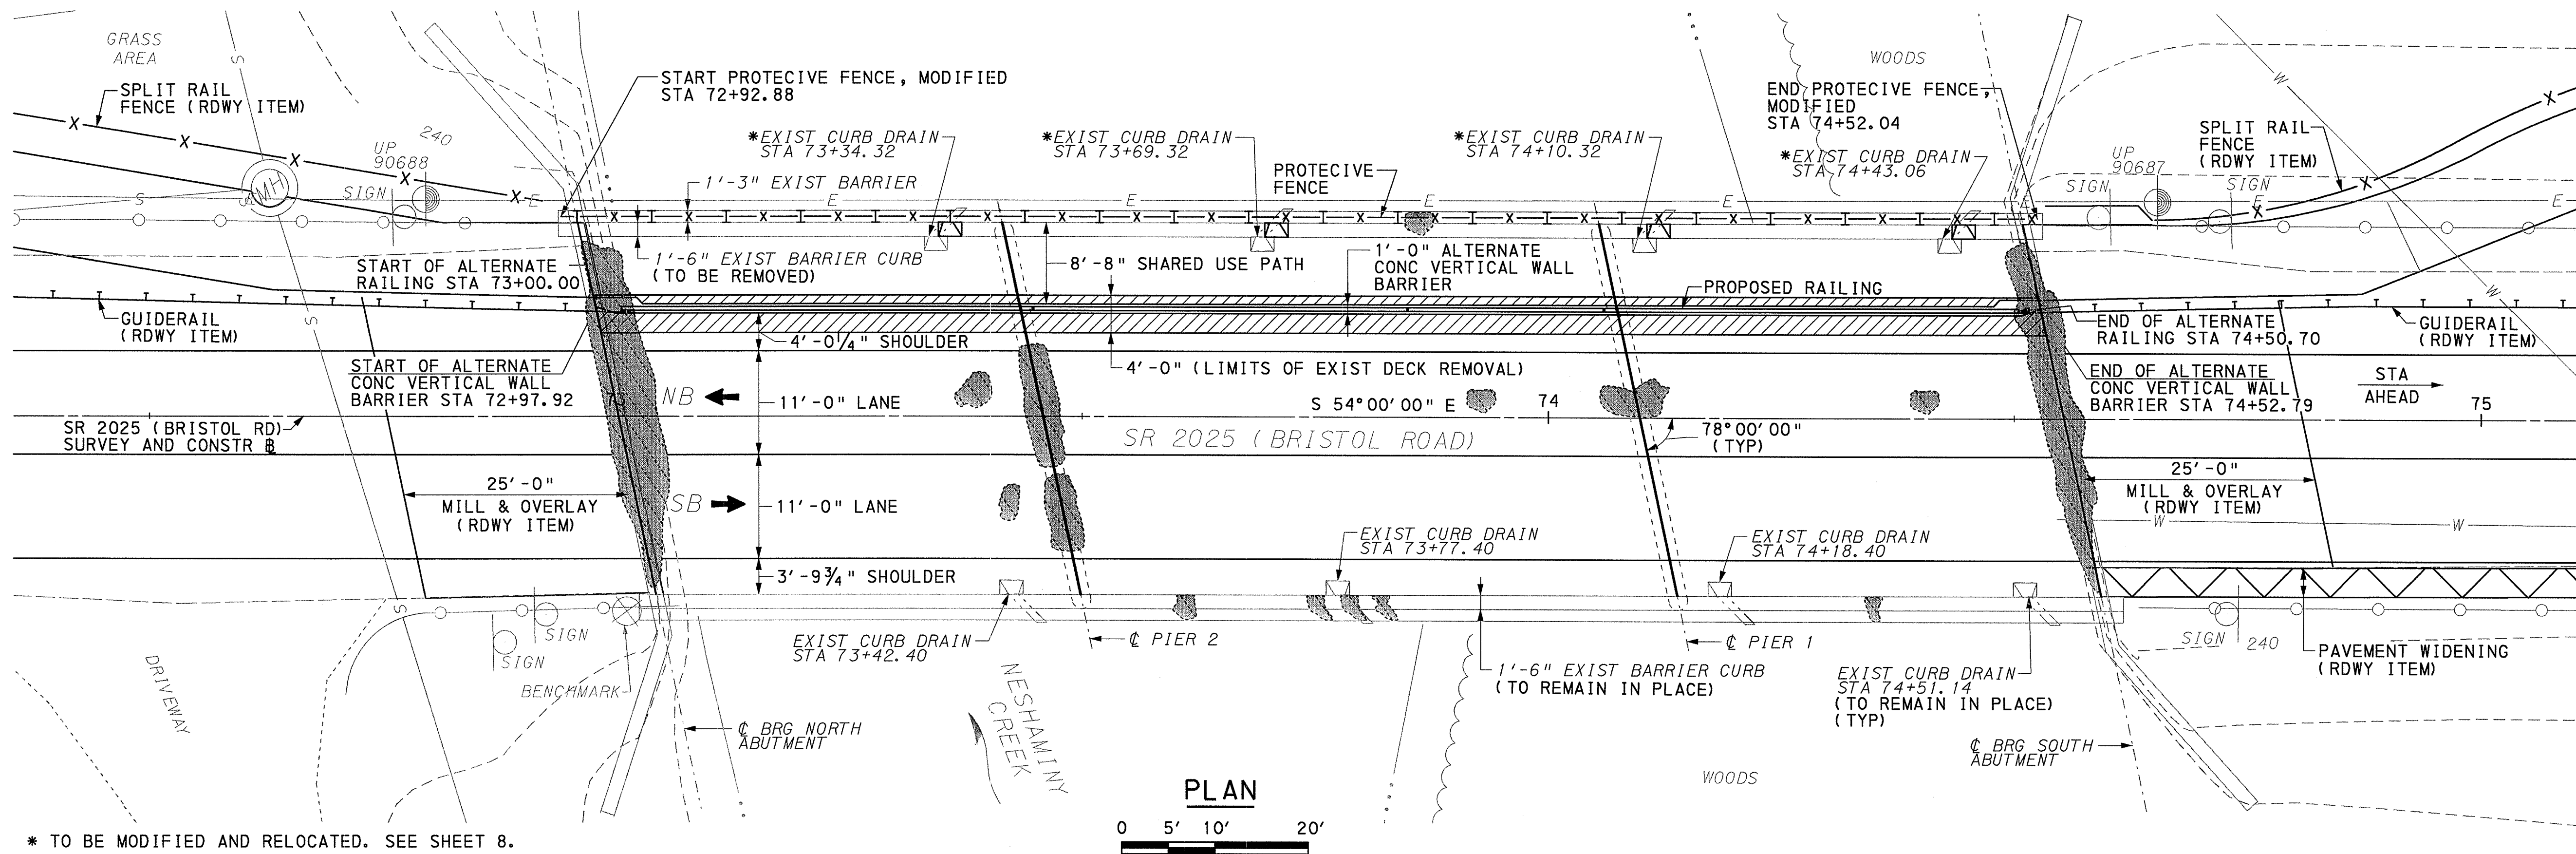 GRASS
AREA
SPLIT RAIL
FENCE (RDWY ITEM)
UP
90688
240
SIGN
MH
S
S
S
S
E
START PROTECIVE FENCE, MODIFIED
STA 72+92.88
*EXIST CURB DRAIN
STA 73+34.32
*EXIST CURB DRAIN
STA 73+69.32
*EXIST CURB DRAIN
STA 74+10.32
*EXIST CURB DRAIN
STA 74+43.06
1'-3" EXIST BARRIER
PROTECIVE
FENCE
WOODS
END PROTECIVE FENCE,
MODIFIED
STA 74+52.04
UP
90687
SIGN
SIGN
SPLIT RAIL
FENCE
(RDWY ITEM)
W
W
E
E
E
E
E
E
E
1'-6" EXIST BARRIER CURB
(TO BE REMOVED)
8'-8" SHARED USE PATH
1'-0" ALTERNATE
CONC VERTICAL WALL
BARRIER
PROPOSED RAILING
START OF ALTERNATE
RAILING STA 73+00.00
GUIDERAIL
(RDWY ITEM)
START OF ALTERNATE
CONC VERTICAL WALL
BARRIER STA 72+97.92
4'-0¼" SHOULDER
4'-0" (LIMITS OF EXIST DECK REMOVAL)
END OF ALTERNATE
RAILING STA 74+50.70
GUIDERAIL
(RDWY ITEM)
END OF ALTERNATE
CONC VERTICAL WALL
BARRIER STA 74+52.79
STA
AHEAD
73
NB
11'-0" LANE
S 54°00'00" E
74
75
SR 2025 (BRISTOL RD)
SURVEY AND CONSTR ℄
SR 2025 (BRISTOL ROAD)
78°00'00"
(TYP)
25'-0"
MILL & OVERLAY
(RDWY ITEM)
SB
11'-0" LANE
25'-0"
MILL & OVERLAY
(RDWY ITEM)
W
W
3'-9¾" SHOULDER
EXIST CURB DRAIN
STA 73+77.40
EXIST CURB DRAIN
STA 74+18.40
S
SIGN
SIGN
BENCHMARK
EXIST CURB DRAIN
STA 73+42.40
℄ PIER 2
℄ PIER 1
1'-6" EXIST BARRIER CURB
(TO REMAIN IN PLACE)
EXIST CURB DRAIN
STA 74+51.14
(TO REMAIN IN PLACE)
(TYP)
SIGN
240
PAVEMENT WIDENING
(RDWY ITEM)
DRIVEWAY
℄ BRG NORTH
ABUTMENT
NESHAMINY
CREEK
℄ BRG SOUTH
ABUTMENT
WOODS
PLAN
0 5' 10' 20'
* TO BE MODIFIED AND RELOCATED. SEE SHEET 8.